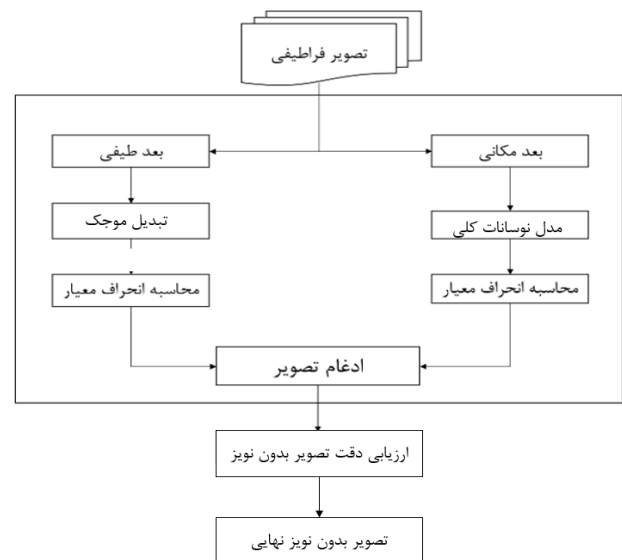 تصویر فراطیفی
بعد مکانی
بعد طیفی
مدل نوسانات کلی
تبدیل موجک
محاسبه انحراف معیار
محاسبه انحراف معیار
ادغام تصویر
ارزیابی دقت تصویر بدون نویز
تصویر بدون نویز نهایی